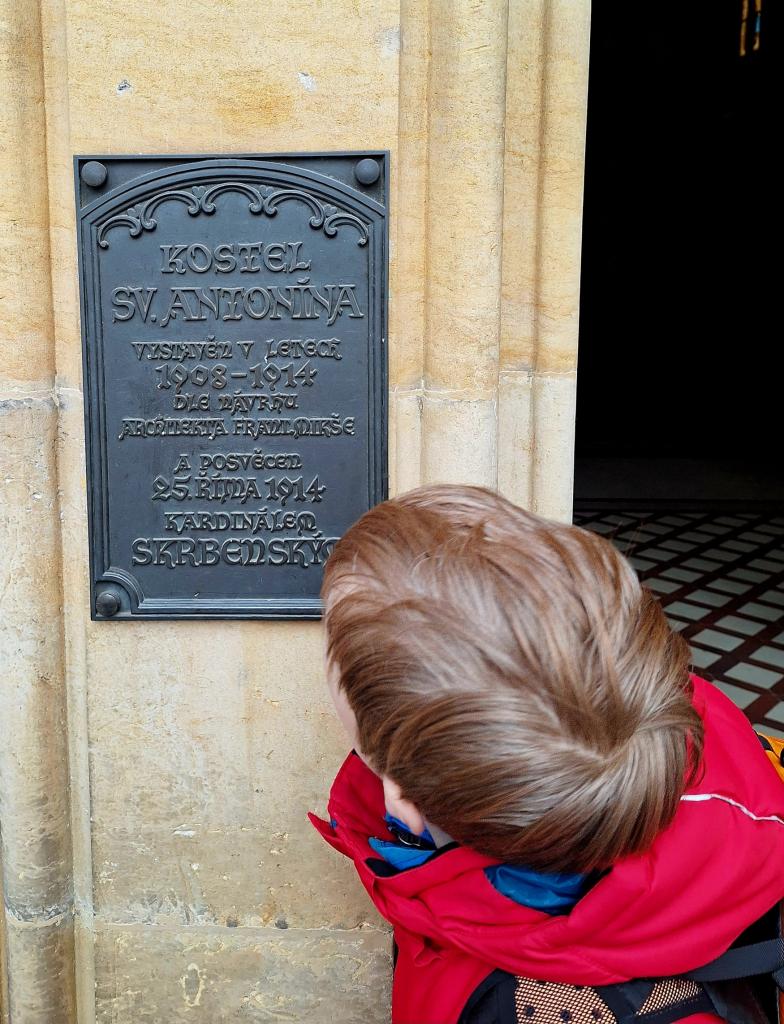 KOSTEL
SV. ANTONÍNA
VYSTAVĚN V LETECH
1908–1914
DLE NÁVRHU
ARCHITEKTA FRANT. MIKŠE
A POSVĚCEN
25. ŘÍJNA 1914
KARDINÁLEM
SKRBENSKÝ